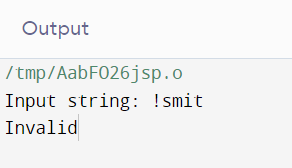 Output
/tmp/AabFO26jsp.o
Input string: !smit
Invalid